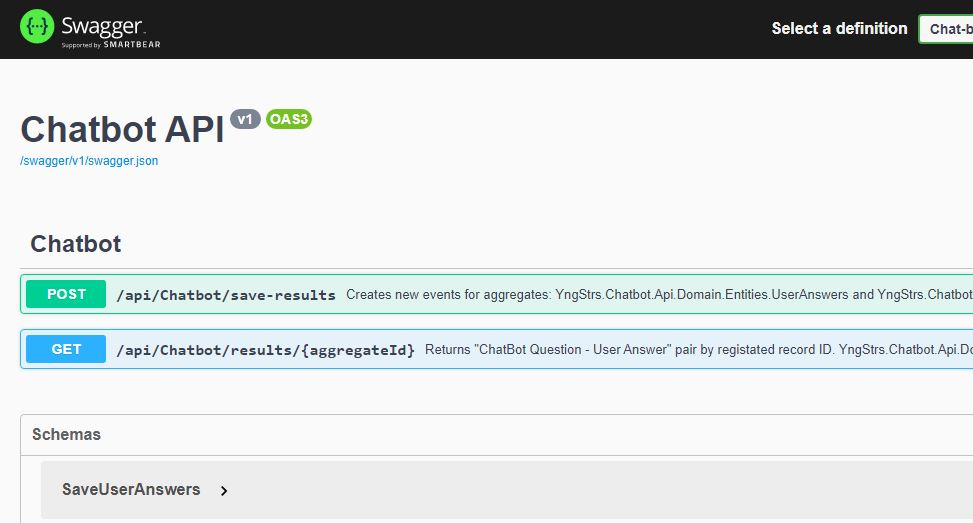 Swagger
Supported by SMARTBEAR
Select a definition
Chat-b
Chatbot API v1 OAS3
/swagger/v1/swagger.json
Chatbot
POST /api/Chatbot/save-results Creates new events for aggregates: YngStrs.Chatbot.Api.Domain.Entities.UserAnswers and YngStrs.Chatbot
GET /api/Chatbot/results/{aggregateId} Returns "ChatBot Question - User Answer" pair by registated record ID. YngStrs.Chatbot.Api.Do
Schemas
SaveUserAnswers